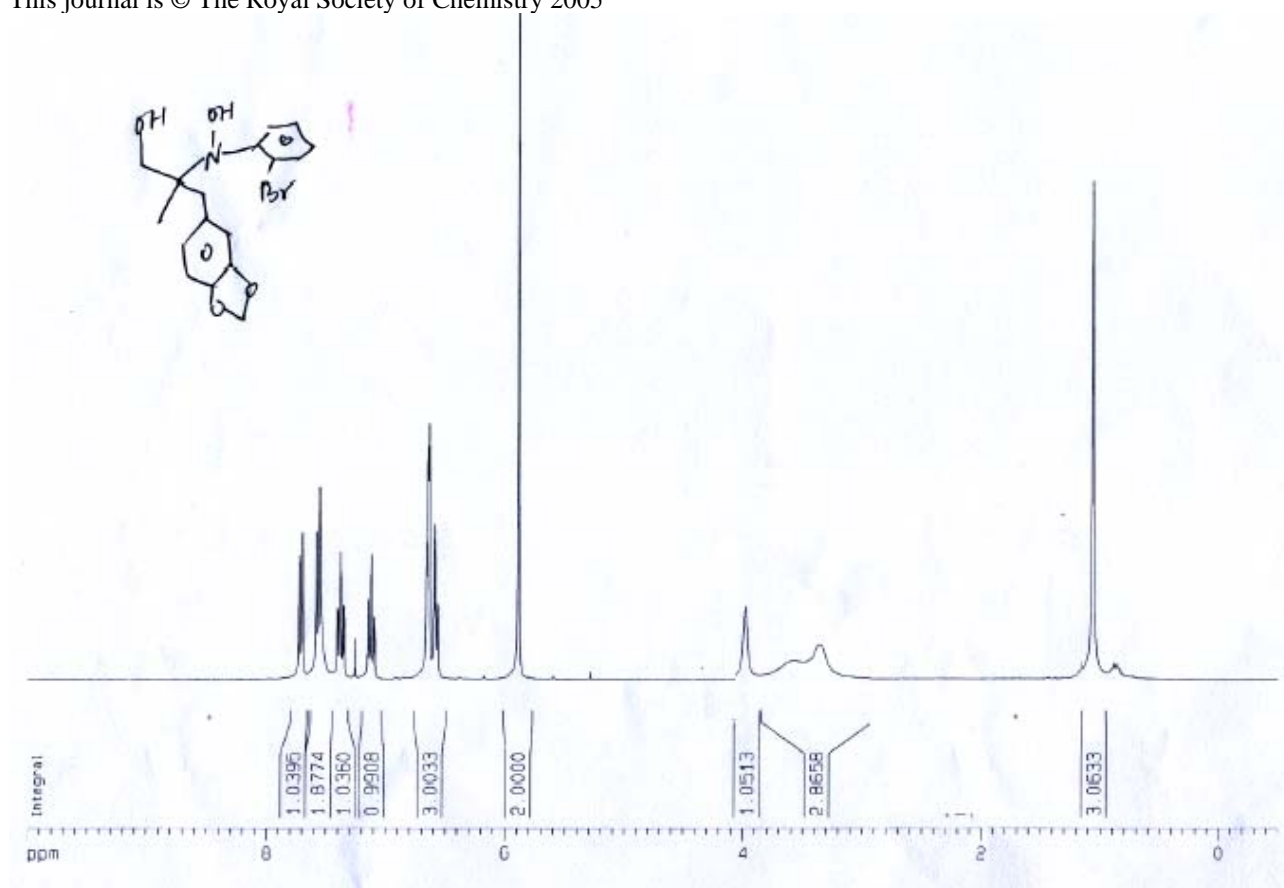 This journal is © The Royal Society of Chemistry 2005
OH OH
N
Br
O
O
Integral
1.0395
1.8774
1.0360
0.9908
3.0033
2.0000
1.0513
2.8658
3.0633
ppm 8 6 4 2 0